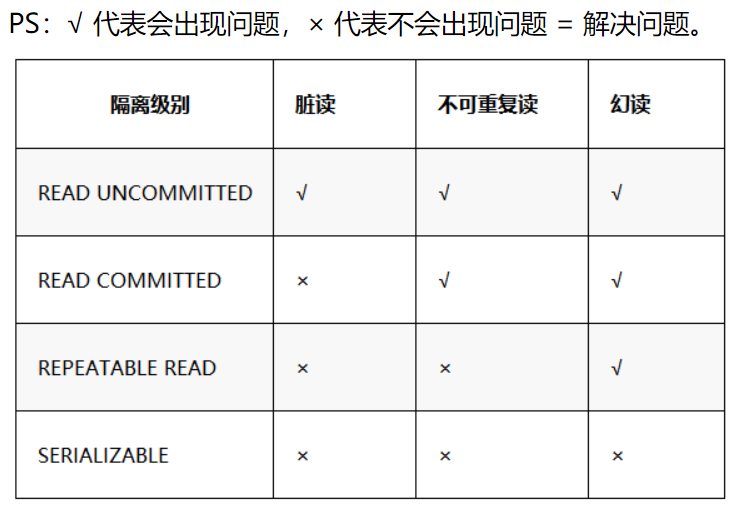 PS：√ 代表会出现问题，× 代表不会出现问题 = 解决问题。
隔离级别 脏读 不可重复读 幻读
READ UNCOMMITTED √ √ √
READ COMMITTED × √ √
REPEATABLE READ × × √
SERIALIZABLE × × ×